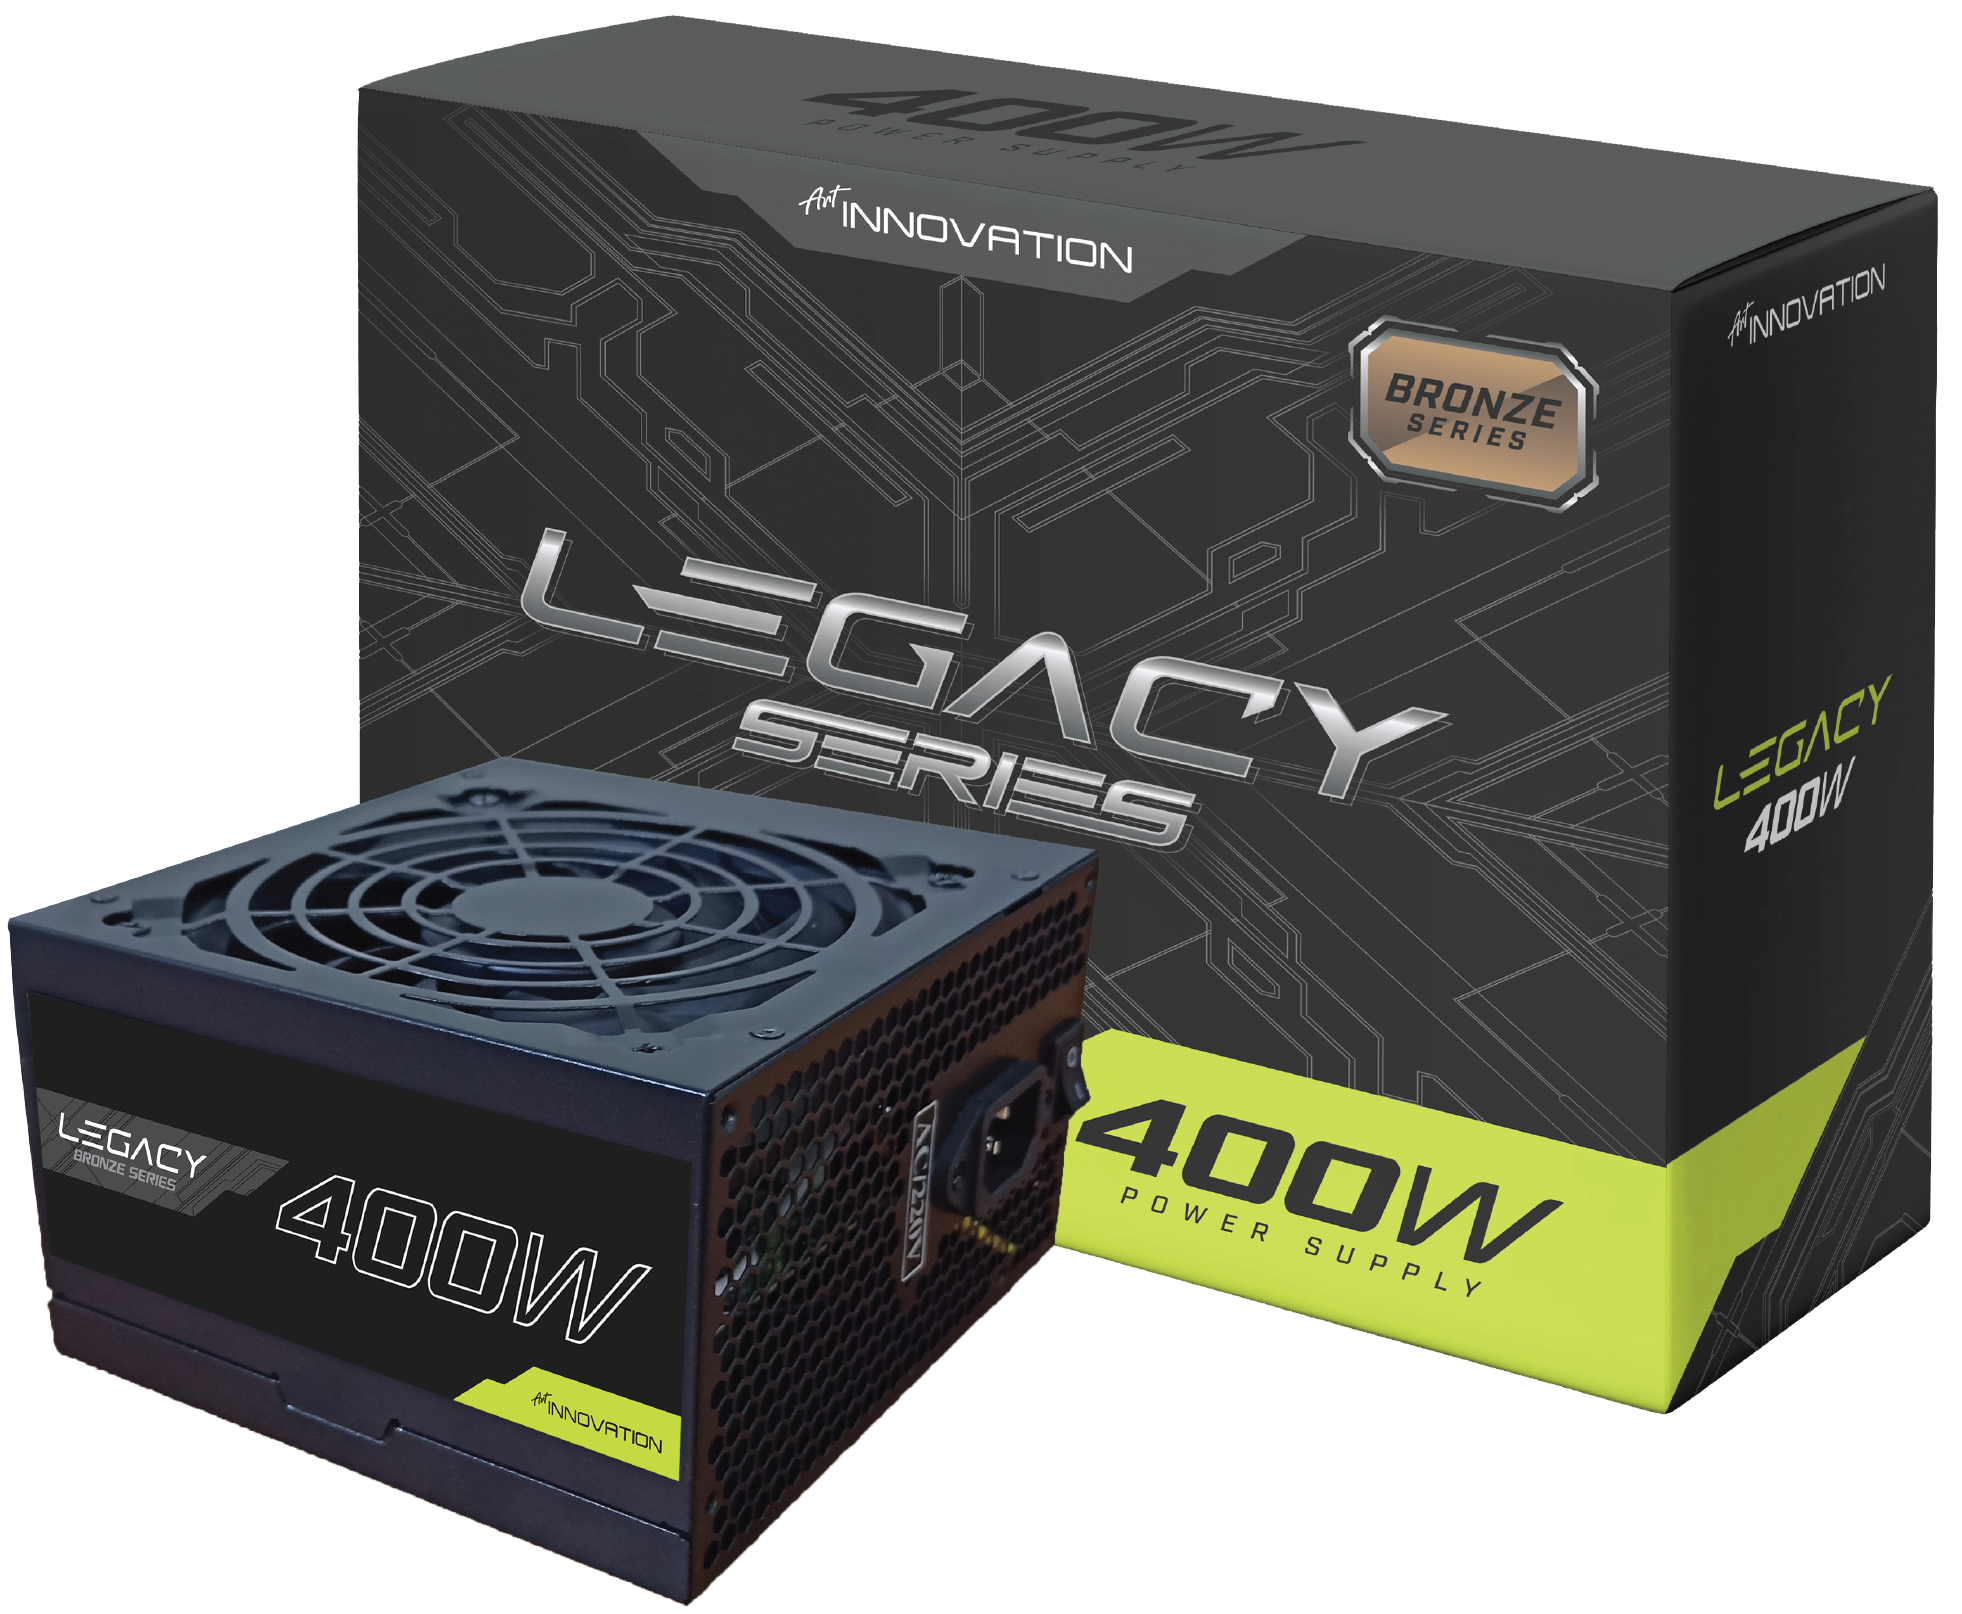 400W
POWER SUPPLY
Art INNOVATION
BRONZE
SERIES
LEGACY
SERIES
400W
POWER SUPPLY
Art INNOVATION
LEGACY
400W
LEGACY
BRONZE SERIES
400W
Art INNOVATION
AC/220V